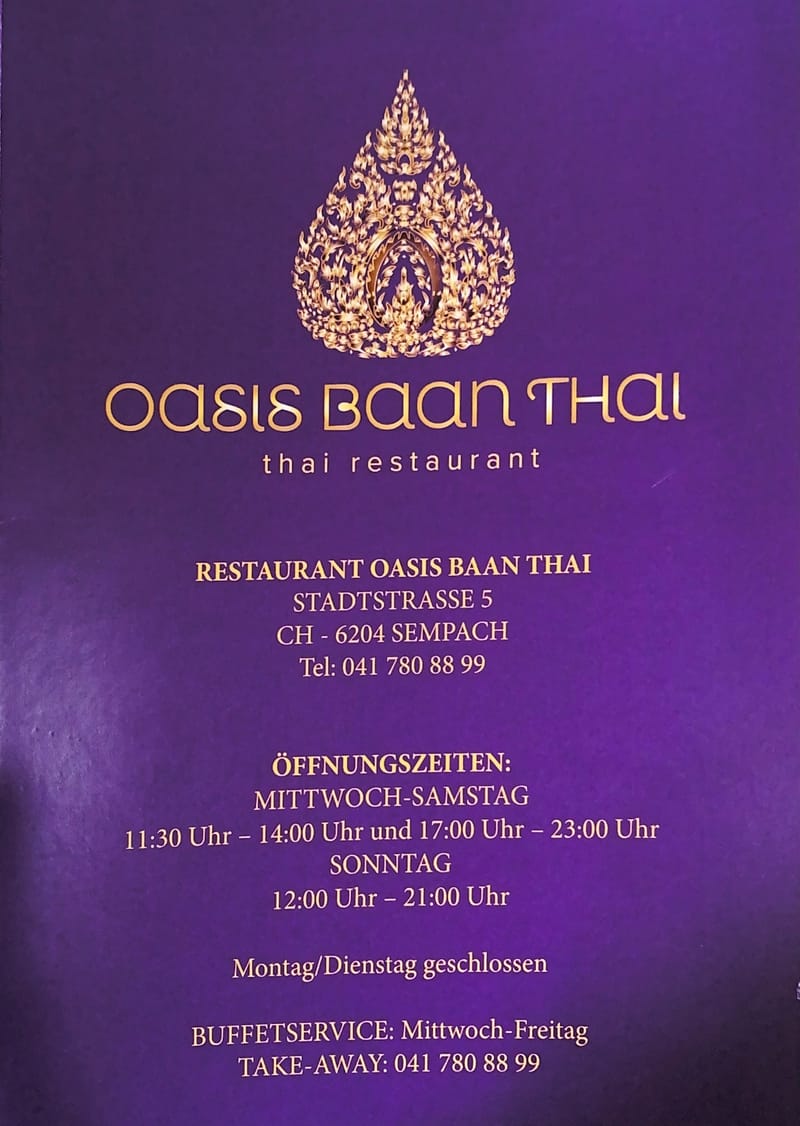 OASIS BAAN THAI
thai restaurant
RESTAURANT OASIS BAAN THAI
STADTSTRASSE 5
CH - 6204 SEMPACH
Tel: 041 780 88 99
ÖFFNUNGSZEITEN:
MITTWOCH-SAMSTAG
11:30 Uhr – 14:00 Uhr und 17:00 Uhr – 23:00 Uhr
SONNTAG
12:00 Uhr – 21:00 Uhr
Montag/Dienstag geschlossen
BUFFETSERVICE: Mittwoch-Freitag
TAKE-AWAY: 041 780 88 99